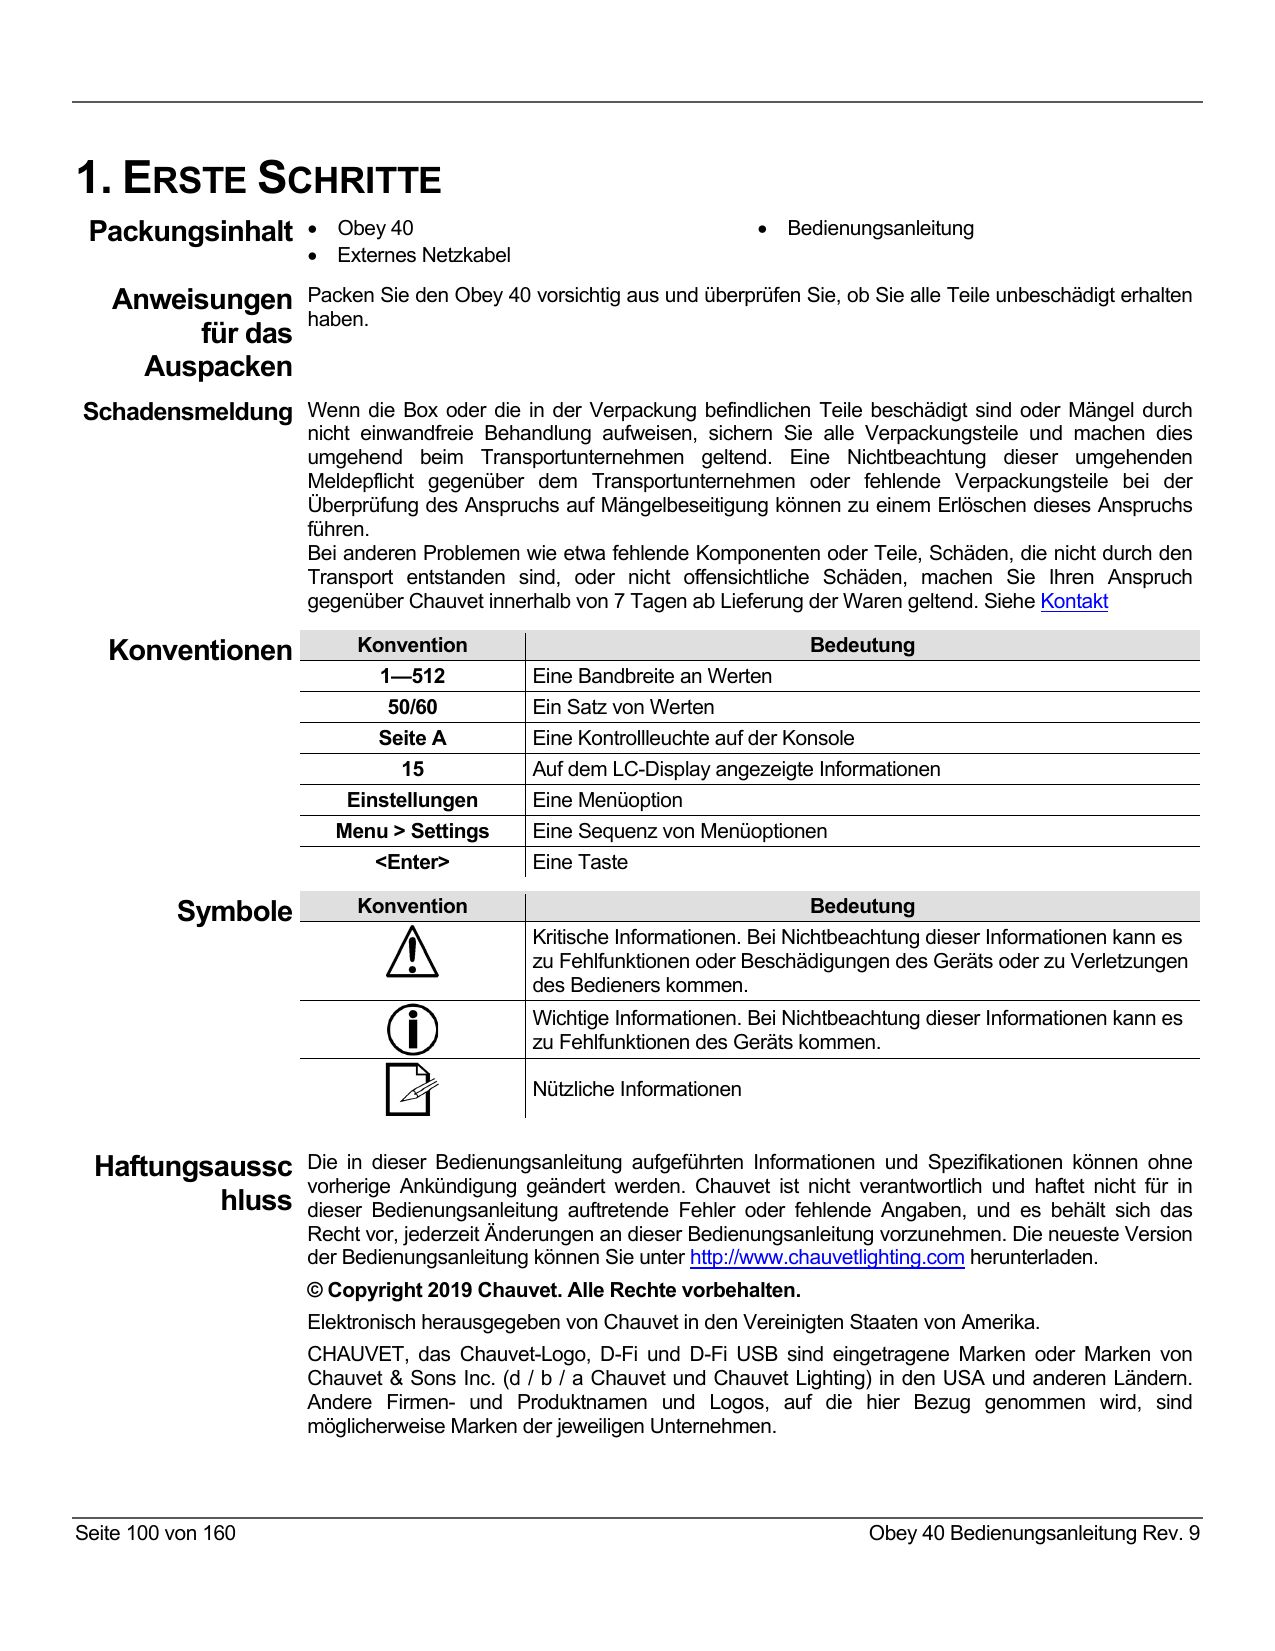 1. ERSTE SCHRITTE
Packungsinhalt
• Obey 40
• Externes Netzkabel
• Bedienungsanleitung
Anweisungen
für das
Auspacken
Packen Sie den Obey 40 vorsichtig aus und überprüfen Sie, ob Sie alle Teile unbeschädigt erhalten
haben.
Schadensmeldung
Wenn die Box oder die in der Verpackung befindlichen Teile beschädigt sind oder Mängel durch
nicht einwandfreie Behandlung aufweisen, sichern Sie alle Verpackungsteile und machen dies
umgehend beim Transportunternehmen geltend. Eine Nichtbeachtung dieser umgehenden
Meldepflicht gegenüber dem Transportunternehmen oder fehlende Verpackungsteile bei der
Überprüfung des Anspruchs auf Mängelbeseitigung können zu einem Erlöschen dieses Anspruchs
führen.
Bei anderen Problemen wie etwa fehlende Komponenten oder Teile, Schäden, die nicht durch den
Transport entstanden sind, oder nicht offensichtliche Schäden, machen Sie Ihren Anspruch
gegenüber Chauvet innerhalb von 7 Tagen ab Lieferung der Waren geltend. Siehe Kontakt
Konventionen
Konvention Bedeutung
1—512 Eine Bandbreite an Werten
50/60 Ein Satz von Werten
Seite A Eine Kontrollleuchte auf der Konsole
15 Auf dem LC-Display angezeigte Informationen
Einstellungen Eine Menüoption
Menu > Settings Eine Sequenz von Menüoptionen
<Enter> Eine Taste
Symbole
Konvention Bedeutung
Kritische Informationen. Bei Nichtbeachtung dieser Informationen kann es
zu Fehlfunktionen oder Beschädigungen des Geräts oder zu Verletzungen
des Bedieners kommen.
Wichtige Informationen. Bei Nichtbeachtung dieser Informationen kann es
zu Fehlfunktionen des Geräts kommen.
Nützliche Informationen
Haftungsaussc
hluss
Die in dieser Bedienungsanleitung aufgeführten Informationen und Spezifikationen können ohne
vorherige Ankündigung geändert werden. Chauvet ist nicht verantwortlich und haftet nicht für in
dieser Bedienungsanleitung auftretende Fehler oder fehlende Angaben, und es behält sich das
Recht vor, jederzeit Änderungen an dieser Bedienungsanleitung vorzunehmen. Die neueste Version
der Bedienungsanleitung können Sie unter http://www.chauvetlighting.com herunterladen.
© Copyright 2019 Chauvet. Alle Rechte vorbehalten.
Elektronisch herausgegeben von Chauvet in den Vereinigten Staaten von Amerika.
CHAUVET, das Chauvet-Logo, D-Fi und D-Fi USB sind eingetragene Marken oder Marken von
Chauvet & Sons Inc. (d / b / a Chauvet und Chauvet Lighting) in den USA und anderen Ländern.
Andere Firmen- und Produktnamen und Logos, auf die hier Bezug genommen wird, sind
möglicherweise Marken der jeweiligen Unternehmen.
Seite 100 von 160
Obey 40 Bedienungsanleitung Rev. 9